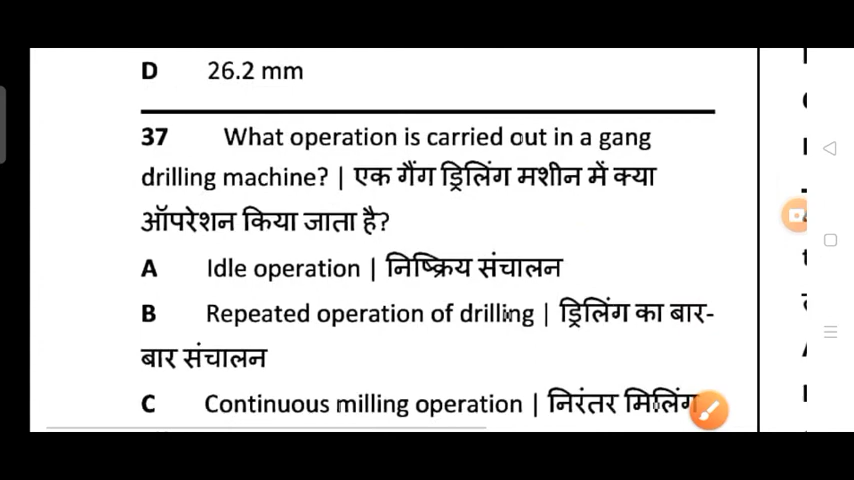 D 26.2 mm
37 What operation is carried out in a gang
drilling machine? | एक गैंग ड्रिलिंग मशीन में क्या
ऑपरेशन किया जाता है?
A Idle operation | निष्क्रिय संचालन
B Repeated operation of drilling | ड्रिलिंग का बार-
बार संचालन
C Continuous milling operation | निरंतर मिलिंग